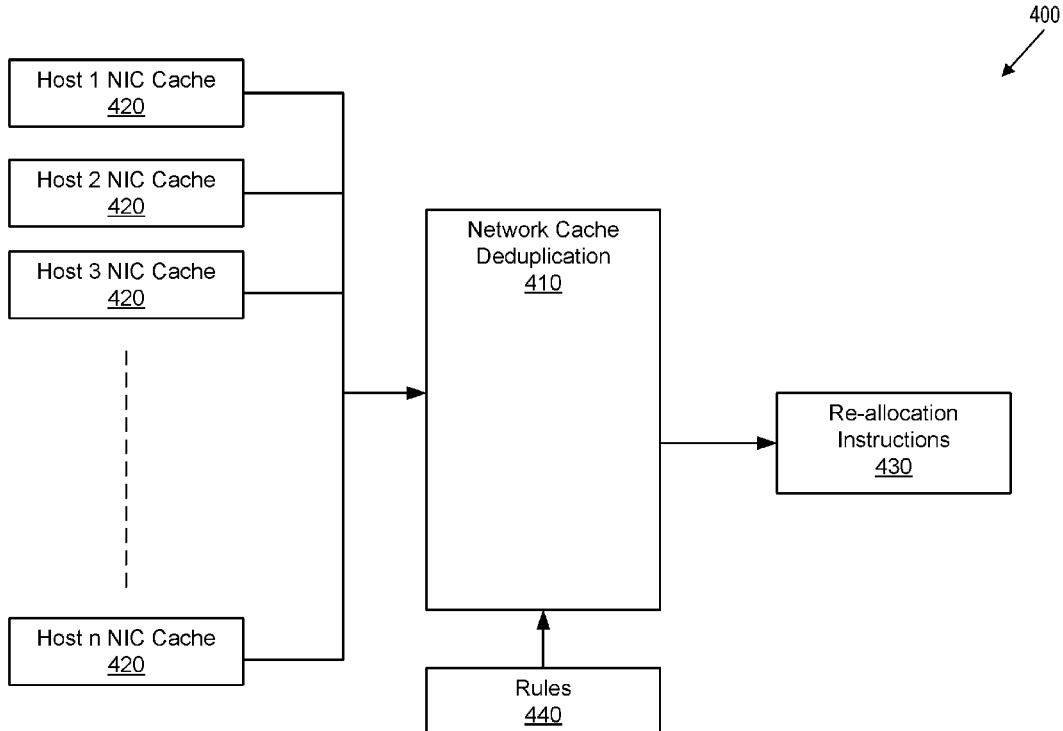 400
Host 1 NIC Cache
420
Host 2 NIC Cache
420
Host 3 NIC Cache
420
Network Cache
Deduplication
410
Re-allocation
Instructions
430
Host n NIC Cache
420
Rules
440